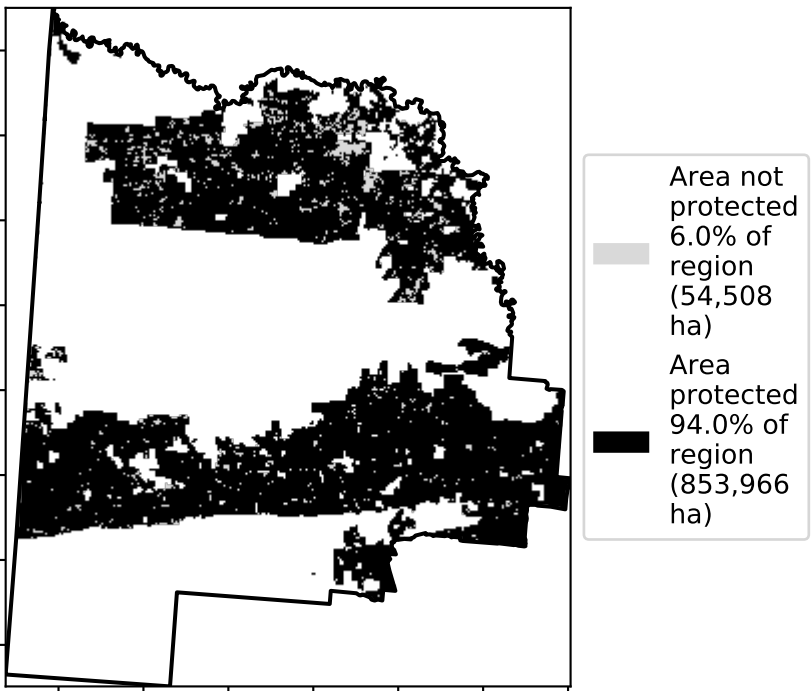 Area not
protected
6.0% of
region
(54,508
ha)
Area
protected
94.0% of
region
(853,966
ha)